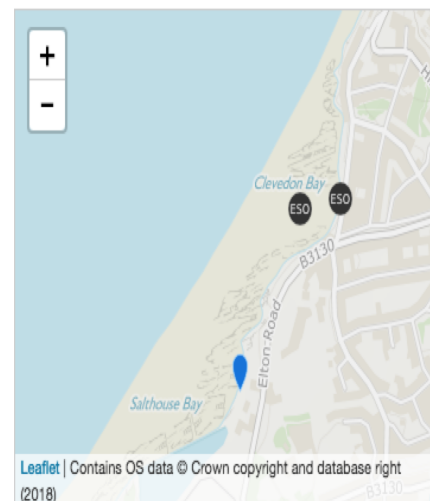 +
−
Clevedon Bay
ESO
ESO
B3130
Elton Road
Salthouse Bay
Leaflet | Contains OS data © Crown copyright and database right
(2018)